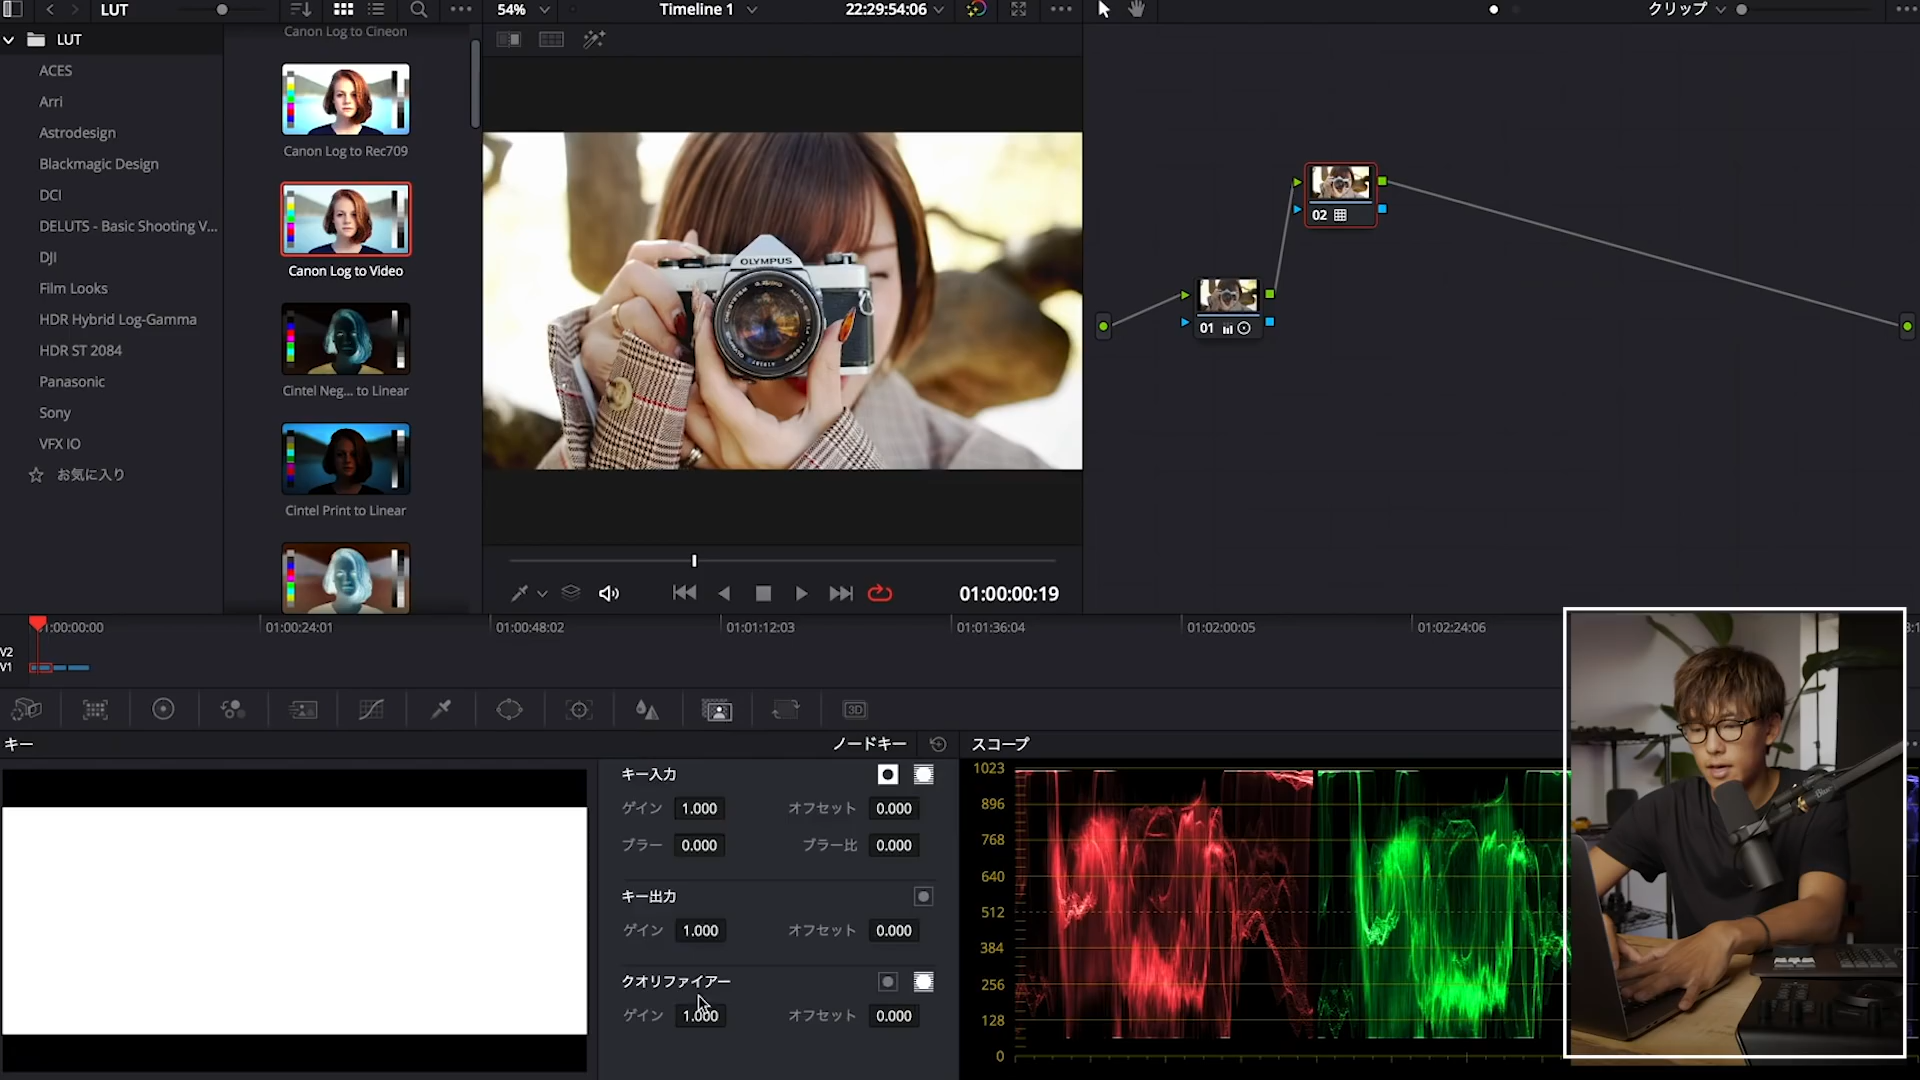 LUT
54%
Timeline 1
22:29:54:06
クリップ
LUT
ACES
Arri
Astrodesign
Blackmagic Design
DCI
DELUTS - Basic Shooting V...
DJI
Film Looks
HDR Hybrid Log-Gamma
HDR ST 2084
Panasonic
Sony
VFX IO
お気に入り
Canon Log to Cineon
Canon Log to Rec709
Canon Log to Video
Cintel Neg... to Linear
Cintel Print to Linear
OLYMPUS
02
01
01:00:00:19
1:00:00:00
01:00:24:01
01:00:48:02
01:01:12:03
01:01:36:04
01:02:00:05
01:02:24:06
V2
V1
3D
キー
ノードキー
キー入力
ゲイン 1.000 オフセット 0.000
ブラー 0.000 ブラー比 0.000
キー出力
ゲイン 1.000 オフセット 0.000
クオリファイアー
ゲイン 1.000 オフセット 0.000
スコープ
1023
896
768
640
512
384
256
128
0